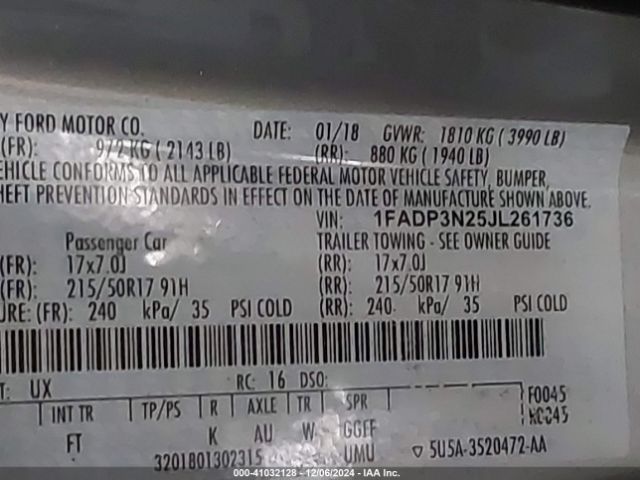 Y FORD MOTOR CO. DATE: 01/18 GVWR: 1810 KG ( 3990 LB)
(FR): 972 KG ( 2143 LB) (RR): 880 KG ( 1940 LB)
EHICLE CONFORMS TO ALL APPLICABLE FEDERAL MOTOR VEHICLE SAFETY, BUMPER,
HEFT PREVENTION STANDARDS IN EFFECT ON THE DATE OF MANUFACTURE SHOWN ABOVE.
VIN: 1FADP3N25JL261736
Passenger Car TRAILER TOWING - SEE OWNER GUIDE
(FR): 17x7.0J (RR): 17x7.0J
(FR): 215/50R17 91H (RR): 215/50R17 91H
URE: (FR): 240 kPa/ 35 PSI COLD (RR): 240 kPa/ 35 PSI COLD
T: UX RC: 16 DSO:
INT TR TP/PS R AXLE TR SPR F0045
FT K AU W GGFF
3201801302315 UMU 5U5A-3520472-AA
000-41032128 - 12/06/2024 - IAA Inc.